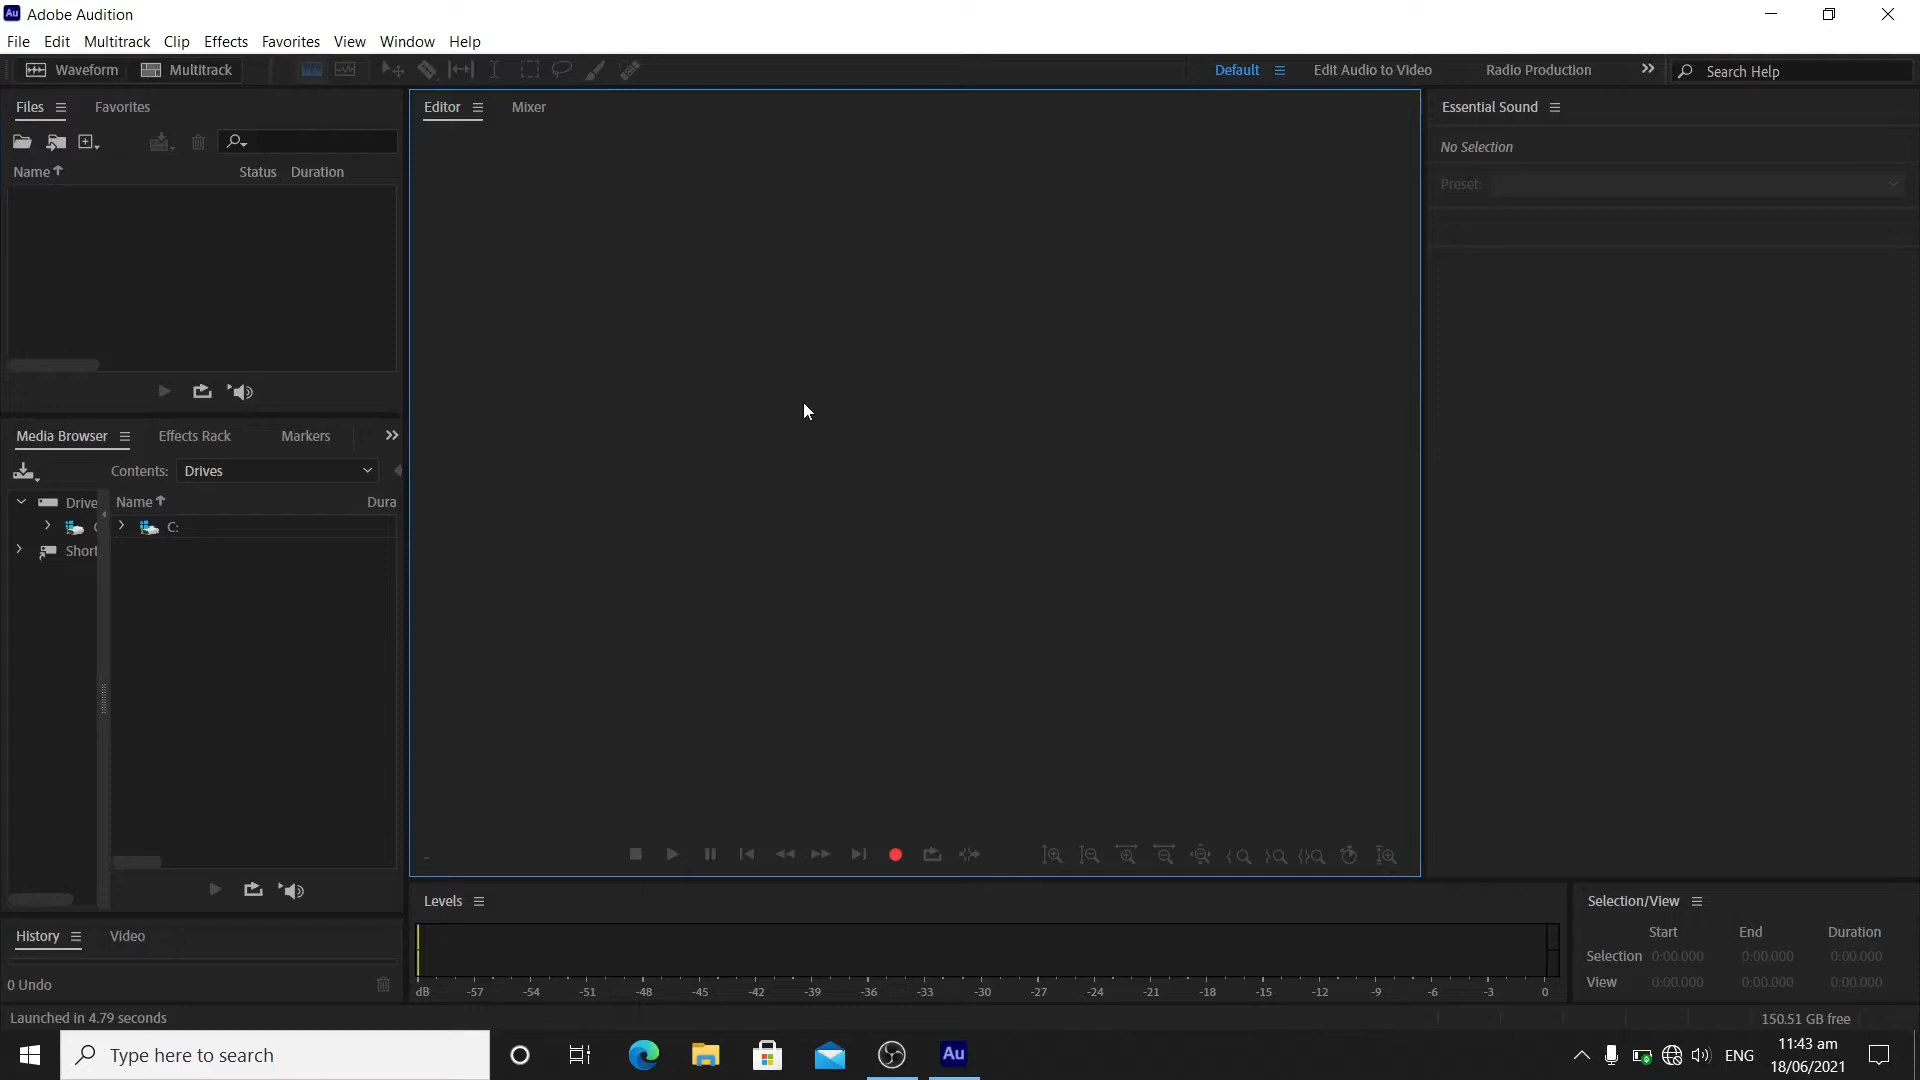 Au Adobe Audition
File Edit Multitrack Clip Effects Favorites View Window Help
Waveform Multitrack Default Edit Audio to Video Radio Production Search Help
Files Favorites Editor Mixer Essential Sound
No Selection
Name Status Duration
Preset:
Media Browser Effects Rack Markers
Contents: Drives
Drive Name Dura
C:
Short
Levels
Selection/View
History Video
Start End Duration
Selection 0:00.000 0:00.000 0:00.000
0 Undo
View 0:00.000 0:00.000 0:00.000
dB -57 -54 -51 -48 -45 -42 -39 -36 -33 -30 -27 -24 -21 -18 -15 -12 -9 -6 -3 0
Launched in 4.79 seconds
150.51 GB free
Type here to search
Au
ENG
11:43 am
18/06/2021